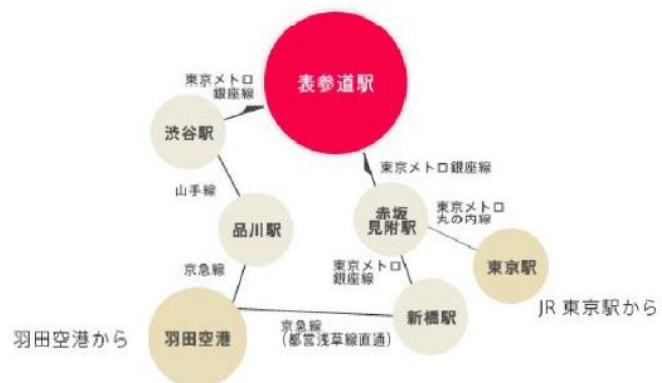 表参道駅
東京メトロ
銀座線
渋谷駅
東京メトロ銀座線
山手線
赤坂
見附駅
東京メトロ
丸の内線
品川駅
東京駅
京急線
東京メトロ
銀座線
JR 東京駅から
新橋駅
羽田空港から
羽田空港
京急線
(都営浅草線直通)